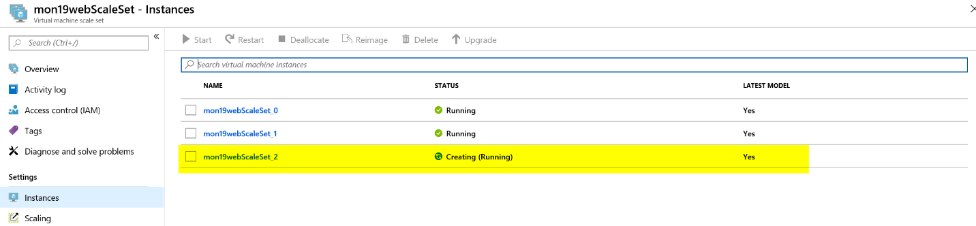 mon19webScaleSet - Instances
Virtual machine scale set
Search (Ctrl+/)
«
Start Restart Deallocate Reimage Delete Upgrade
Overview
Activity log
Access control (IAM)
Tags
Diagnose and solve problems
Settings
Instances
Scaling
Search virtual machine instances
NAME STATUS LATEST MODEL
mon19webScaleSet_0 Running Yes
mon19webScaleSet_1 Running Yes
mon19webScaleSet_2 Creating (Running) Yes